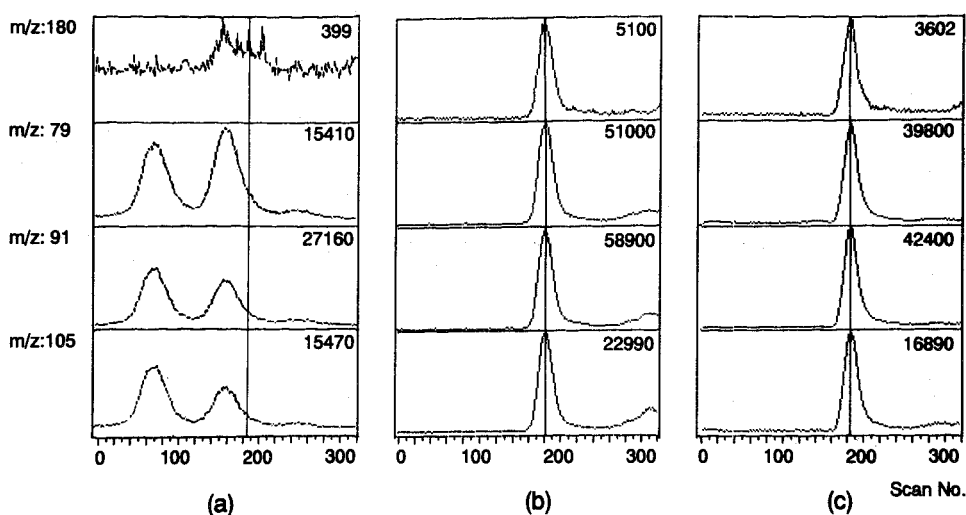 m/z:180 399 5100 3602
m/z: 79 15410 51000 39800
m/z: 91 27160 58900 42400
m/z:105 15470 22990 16890
0 100 200 300 0 100 200 300 0 100 200 300
(a) (b) (c) Scan No.